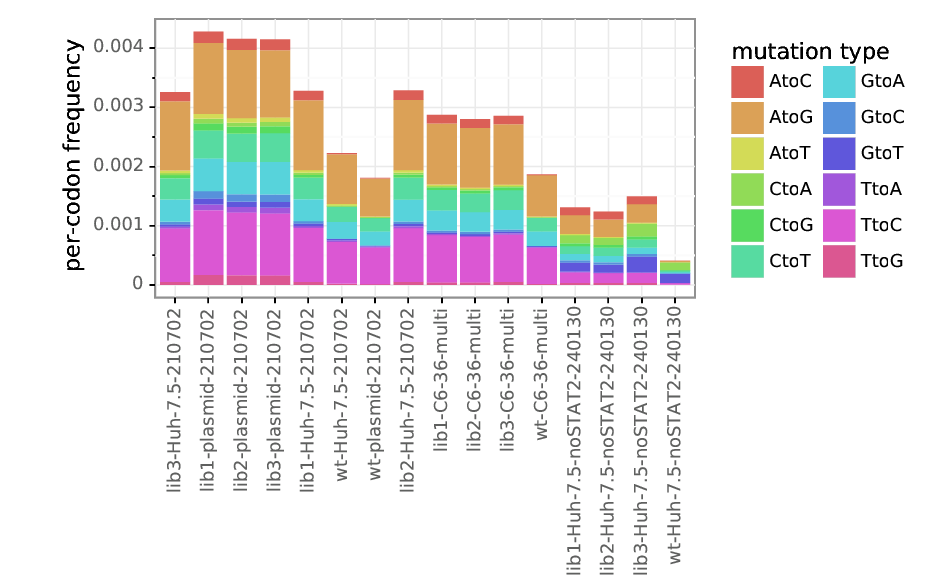 per-codon frequency
0.004
0.003
0.002
0.001
0
lib3-Huh-7.5-210702
lib1-plasmid-210702
lib2-plasmid-210702
lib3-plasmid-210702
lib1-Huh-7.5-210702
wt-Huh-7.5-210702
wt-plasmid-210702
lib2-Huh-7.5-210702
lib1-C6-36-multi
lib2-C6-36-multi
lib3-C6-36-multi
wt-C6-36-multi
lib1-Huh-7.5-noSTAT2-240130
lib2-Huh-7.5-noSTAT2-240130
lib3-Huh-7.5-noSTAT2-240130
wt-Huh-7.5-noSTAT2-240130
mutation type
AtoC
AtoG
AtoT
CtoA
CtoG
CtoT
GtoA
GtoC
GtoT
TtoA
TtoC
TtoG